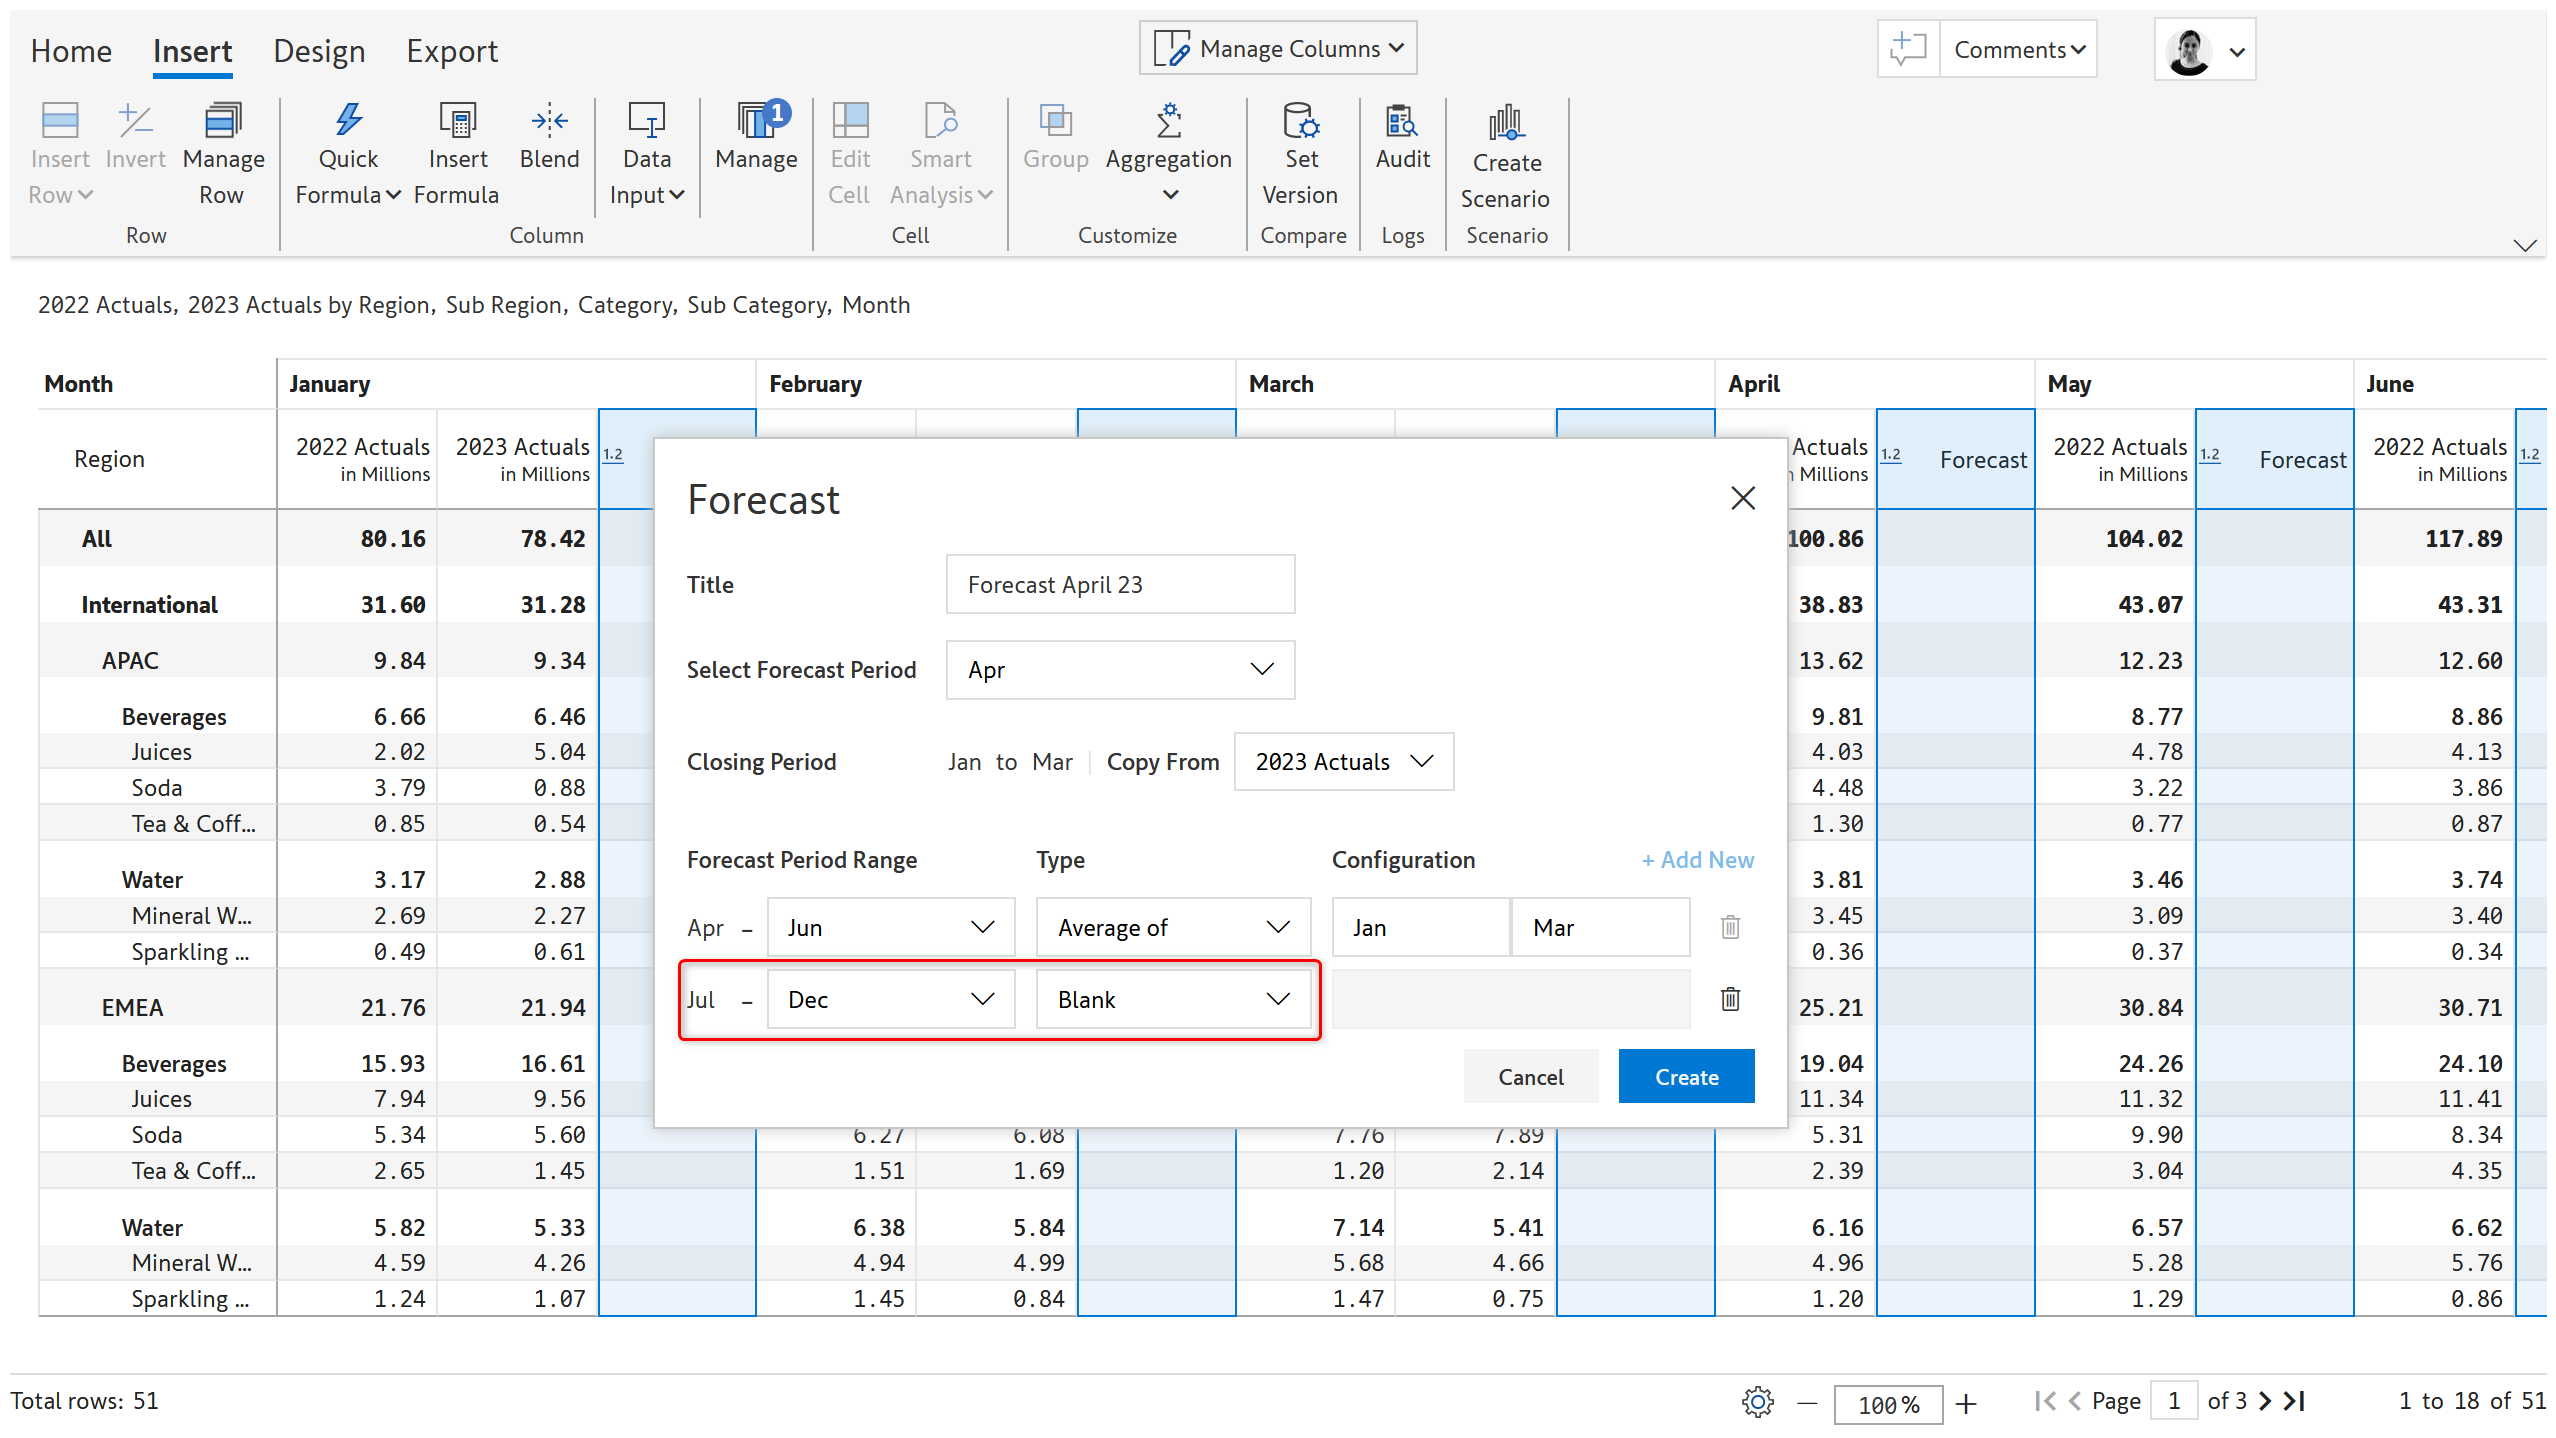 Home Insert Design Export Manage Columns Comments
Insert Row Invert Manage Row Quick Formula Insert Formula Blend Data Input Manage 1 Edit Cell Smart Analysis Group Aggregation Set Version Audit Create Scenario
Row Column Cell Customize Compare Logs Scenario
2022 Actuals, 2023 Actuals by Region, Sub Region, Category, Sub Category, Month
Month January February March April May June
Region 2022 Actuals in Millions 2023 Actuals in Millions 1.2 Actuals Millions 1.2 Forecast 2022 Actuals in Millions 1.2 Forecast 2022 Actuals in Millions 1.2
All 80.16 78.42 100.86 104.02 117.89
International 31.60 31.28 38.83 43.07 43.31
APAC 9.84 9.34 13.62 12.23 12.60
Beverages 6.66 6.46 9.81 8.77 8.86
Juices 2.02 5.04 4.03 4.78 4.13
Soda 3.79 0.88 4.48 3.22 3.86
Tea & Coff... 0.85 0.54 1.30 0.77 0.87
Water 3.17 2.88 3.81 3.46 3.74
Mineral W... 2.69 2.27 3.45 3.09 3.40
Sparkling ... 0.49 0.61 0.36 0.37 0.34
EMEA 21.76 21.94 25.21 30.84 30.71
Beverages 15.93 16.61 19.04 24.26 24.10
Juices 7.94 9.56 11.34 11.32 11.41
Soda 5.34 5.60 6.27 6.08 7.76 7.89 5.31 9.90 8.34
Tea & Coff... 2.65 1.45 1.51 1.69 1.20 2.14 2.39 3.04 4.35
Water 5.82 5.33 6.38 5.84 7.14 5.41 6.16 6.57 6.62
Mineral W... 4.59 4.26 4.94 4.99 5.68 4.66 4.96 5.28 5.76
Sparkling ... 1.24 1.07 1.45 0.84 1.47 0.75 1.20 1.29 0.86
Forecast
Title Forecast April 23
Select Forecast Period Apr
Closing Period Jan to Mar Copy From 2023 Actuals
Forecast Period Range Type Configuration + Add New
Apr – Jun Average of Jan Mar
Jul – Dec Blank
Cancel Create
Total rows: 51 100% Page 1 of 3 1 to 18 of 51